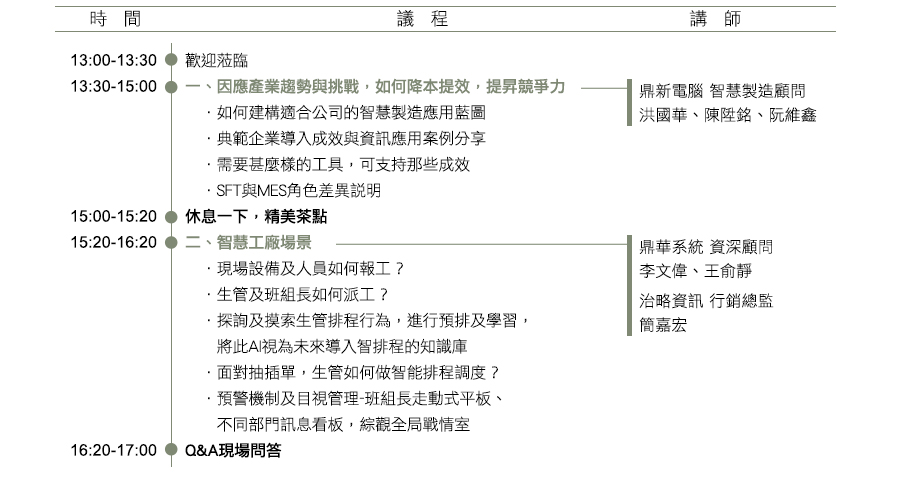 時 間 議 程 講 師
13:00-13:30 歡迎蒞臨
13:30-15:00 一、因應產業趨勢與挑戰，如何降本提效，提昇競爭力
鼎新電腦 智慧製造顧問
洪國華、陳陞銘、阮維鑫
· 如何建構適合公司的智慧製造應用藍圖
· 典範企業導入成效與資訊應用案例分享
· 需要甚麼樣的工具，可支持那些成效
· SFT與MES角色差異説明
15:00-15:20 休息一下，精美茶點
15:20-16:20 二、智慧工廠場景
鼎華系統 資深顧問
李文偉、王俞靜
治略資訊 行銷總監
簡嘉宏
· 現場設備及人員如何報工？
· 生管及班組長如何派工？
· 探詢及摸索生管排程行為，進行預排及學習，
將此AI視為未來導入智排程的知識庫
· 面對抽插單，生管如何做智能排程調度？
· 預警機制及目視管理-班組長走動式平板、
不同部門訊息看板，綜觀全局戰情室
16:20-17:00 Q&A現場問答